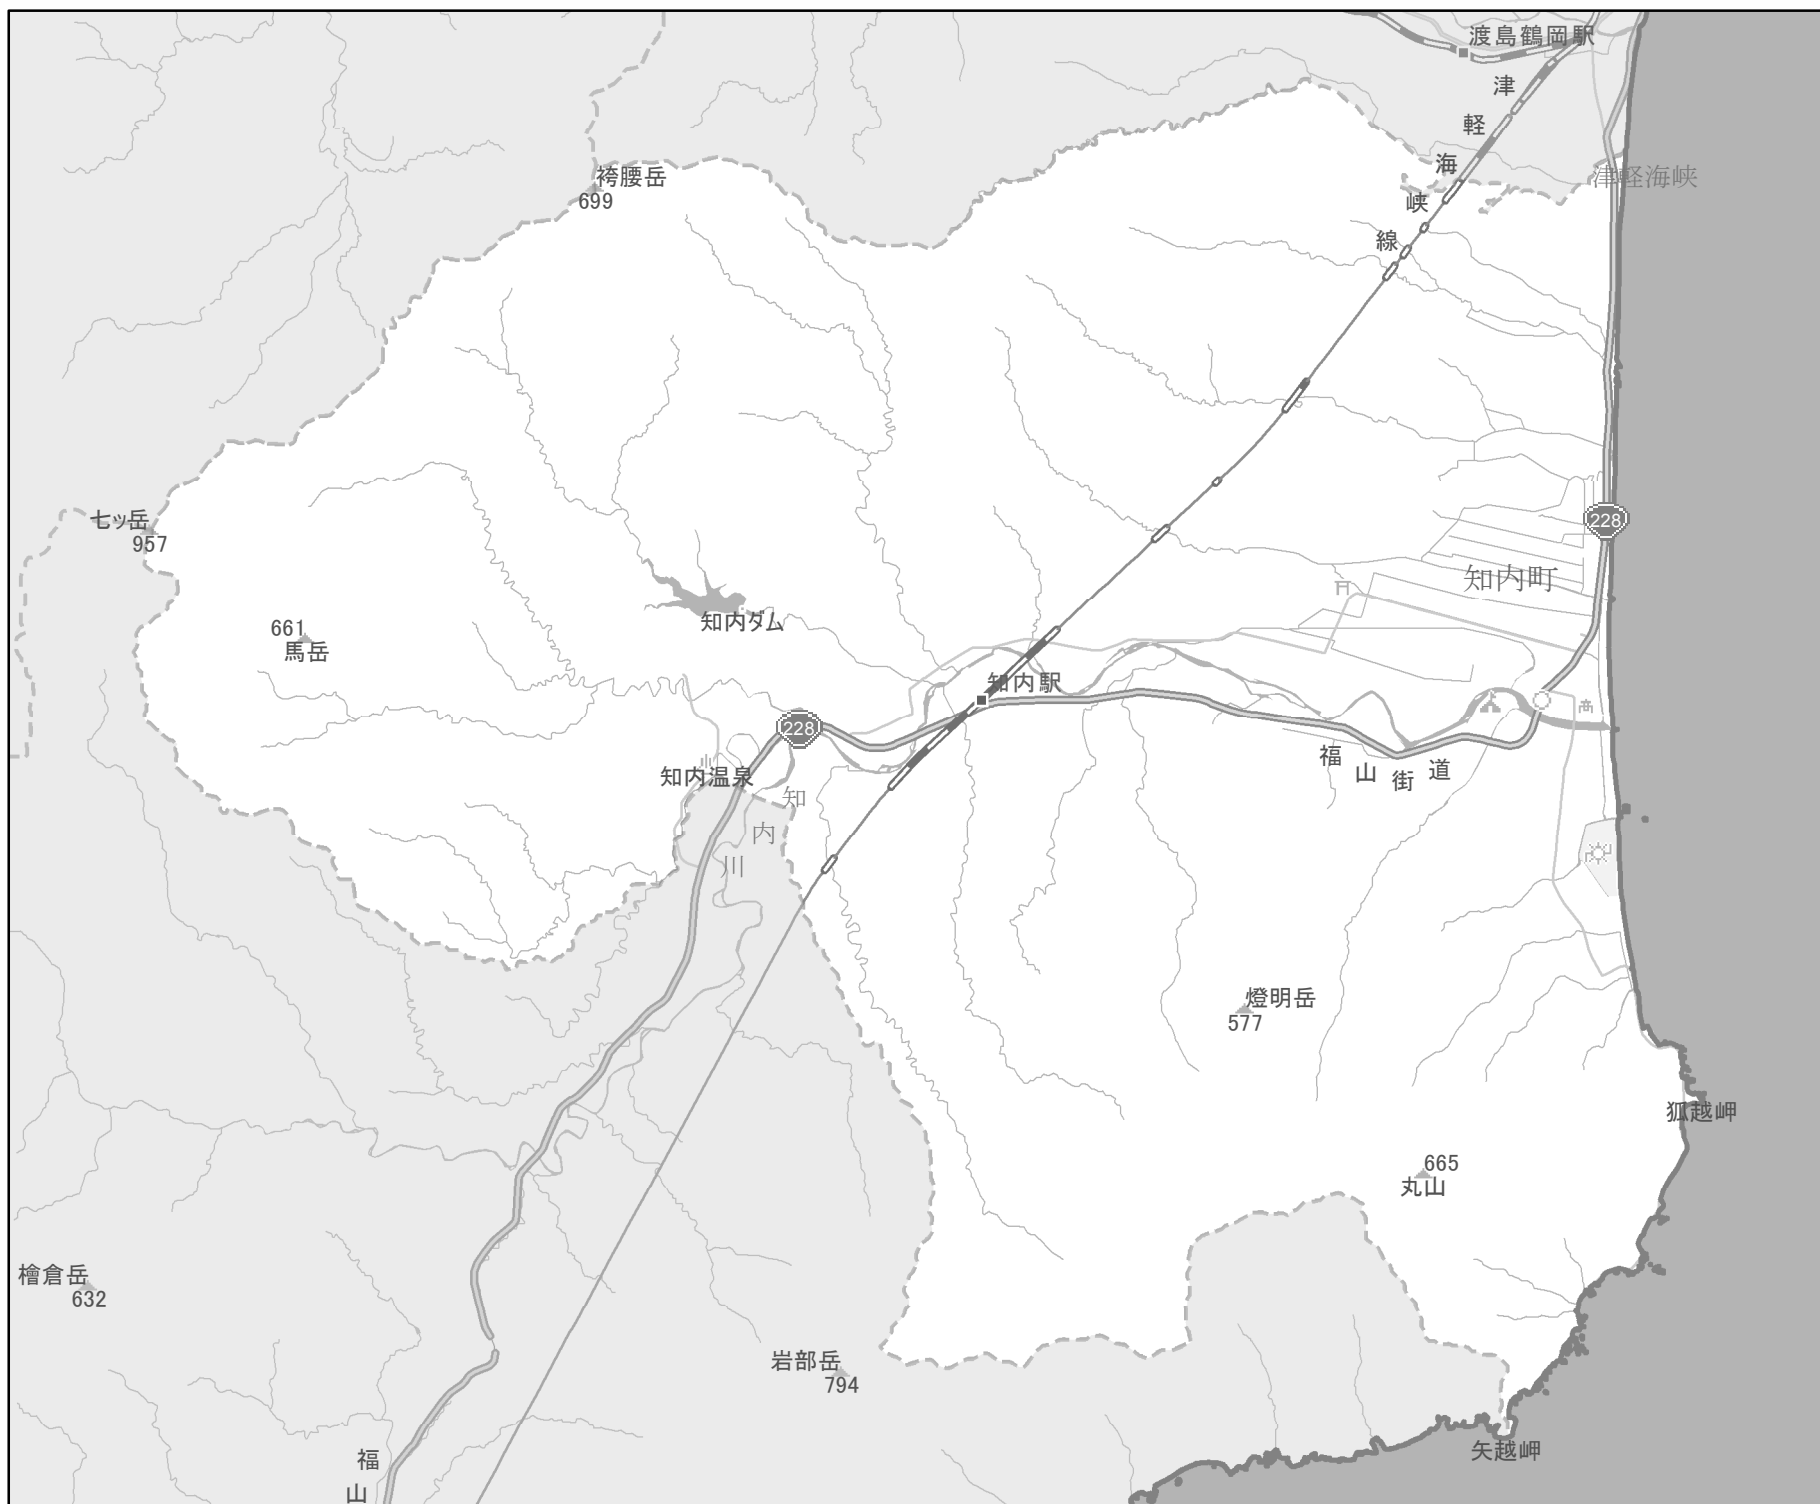 渡島鶴岡駅
津軽海峡線
津軽海峡
袴腰岳
699
七ッ岳
957
228
知内町
知内ダム
661
馬岳
知内駅
228
福山街道
知内温泉
知内川
燈明岳
577
狐越岬
665
丸山
檜倉岳
632
岩部岳
794
矢越岬
福山